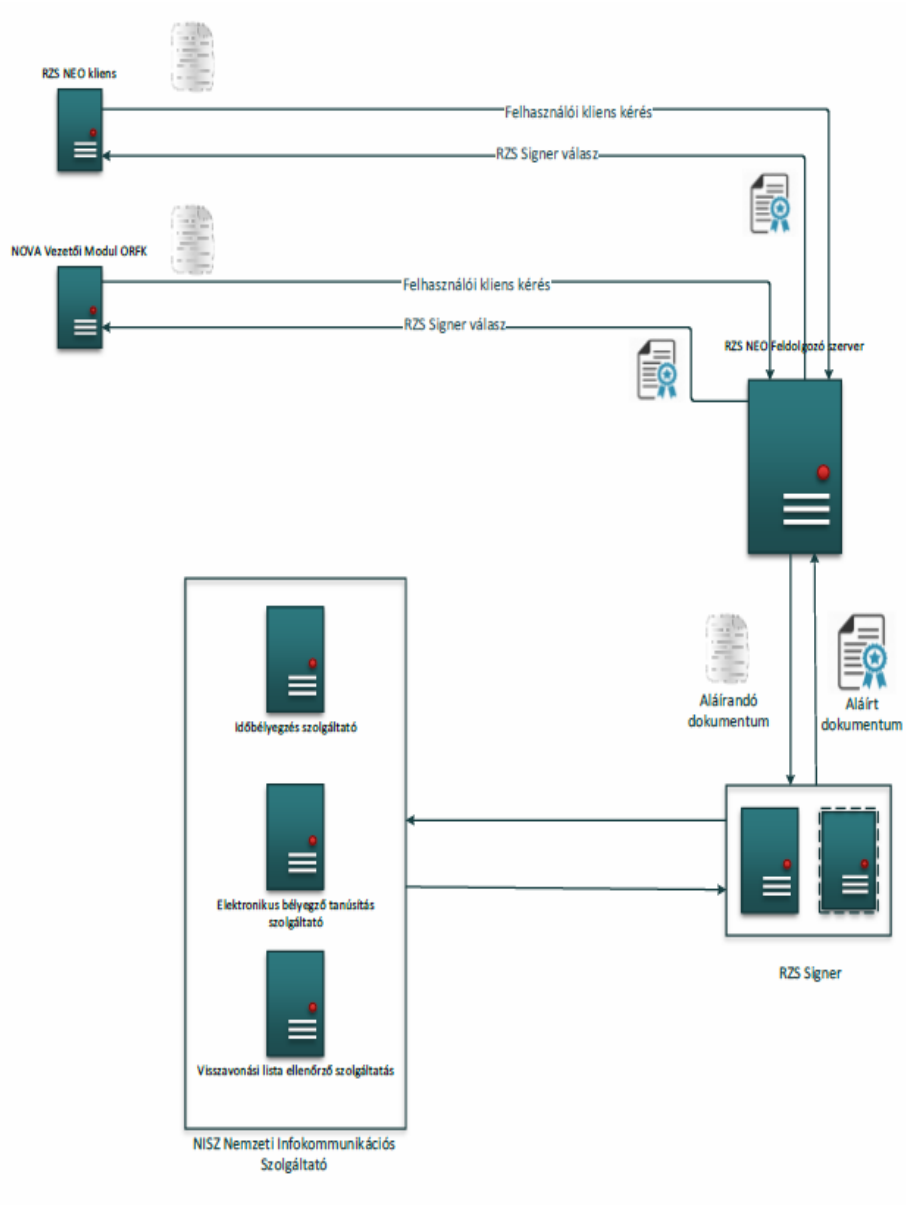 RZS NEO kliens
Felhasználói kliens kérés
RZS Signer válasz
NOVA Vezetői Modul ORFK
Felhasználói kliens kérés
RZS Signer válasz
RZS NEO Feldolgozó szerver
Időbélyegzés szolgáltató
Aláírandó
dokumentum
Aláírt
dokumentum
Elektronikus bélyegző tanúsítás
szolgáltató
RZS Signer
Visszavonási lista ellenőrző szolgáltatás
NISZ Nemzeti Infokommunikációs
Szolgáltató